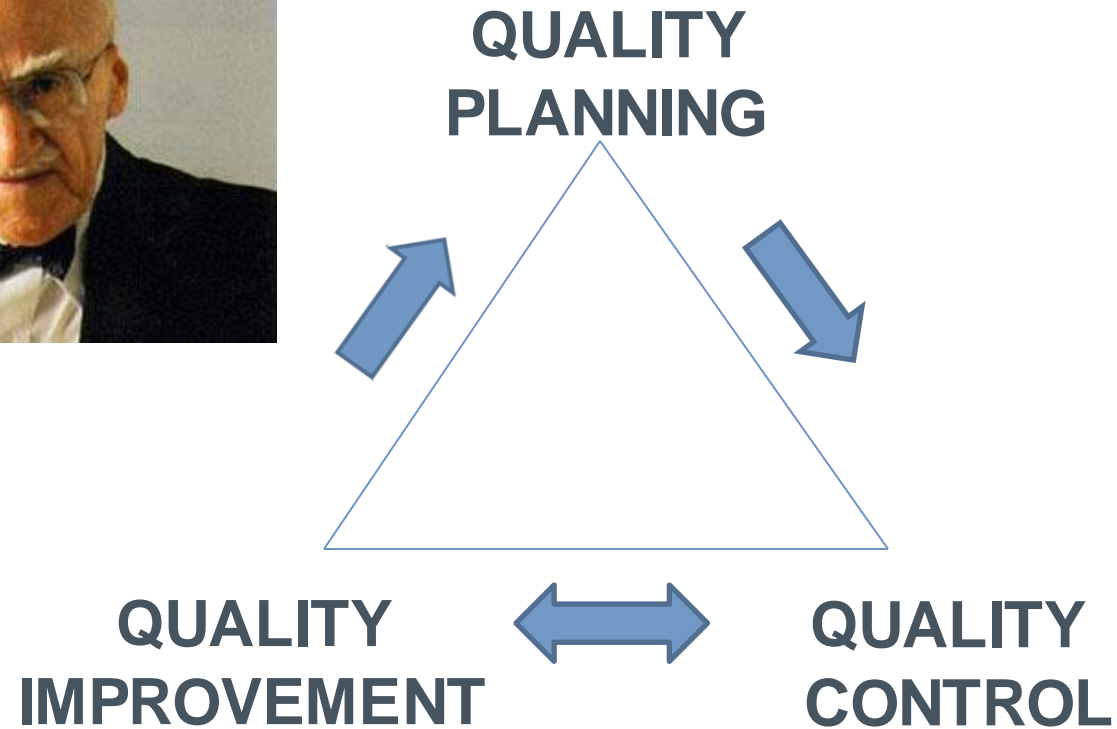 QUALITY
PLANNING
QUALITY
IMPROVEMENT
QUALITY
CONTROL